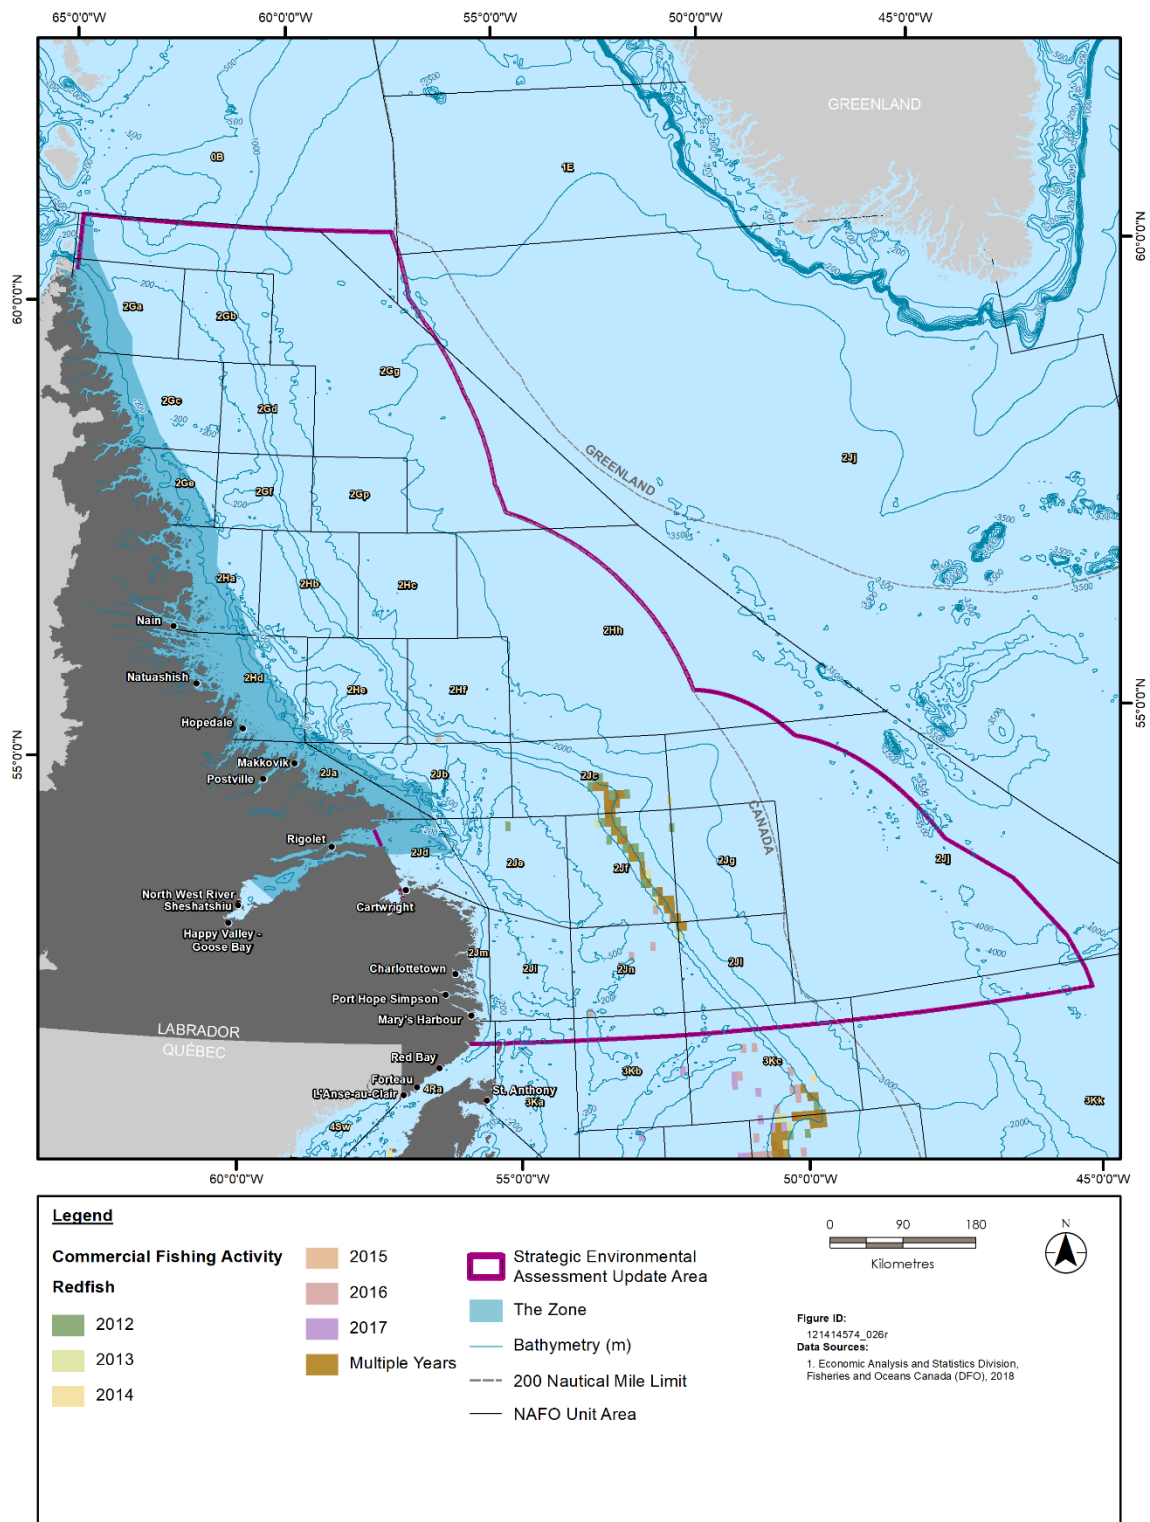 65°0'0"W 60°0'0"W 55°0'0"W 50°0'0"W 45°0'0"W
GREENLAND
0B
1E
60°0'0"N
60°0'0"N
2Ga
2Gb
2Gg
2Gc
2Gd
2Jj
GREENLAND
2Ge
2Gf
2Gp
2Ha
2Hb
2Hc
Nain
2Hh
Natuashish
2Hd
2He
2Hf
55°0'0"N
Hopedale
55°0'0"N
Makkovik
2Ja
2Jb
2Jc
Postville
CANADA
Rigolet
2Jd
2Je
2Jf
2Jg
2Jj
North West River
Sheshatshiu
Cartwright
Happy Valley -
Goose Bay
2Jm
Charlottetown
2Ji
2Jn
2Jl
Port Hope Simpson
Mary's Harbour
LABRADOR
QUÉBEC
Red Bay
3Kb
3Kc
Forteau
4Ra
St. Anthony
L'Anse-au-Clair
3Ka
3Kk
4Sw
60°0'0"W 55°0'0"W 50°0'0"W 45°0'0"W
Legend
Commercial Fishing Activity
Redfish
2012
2013
2014
2015
2016
2017
Multiple Years
Strategic Environmental
Assessment Update Area
The Zone
Bathymetry (m)
200 Nautical Mile Limit
NAFO Unit Area
0 90 180
Kilometres
N
Figure ID:
121414574_026r
Data Sources:
1. Economic Analysis and Statistics Division,
Fisheries and Oceans Canada (DFO), 2018